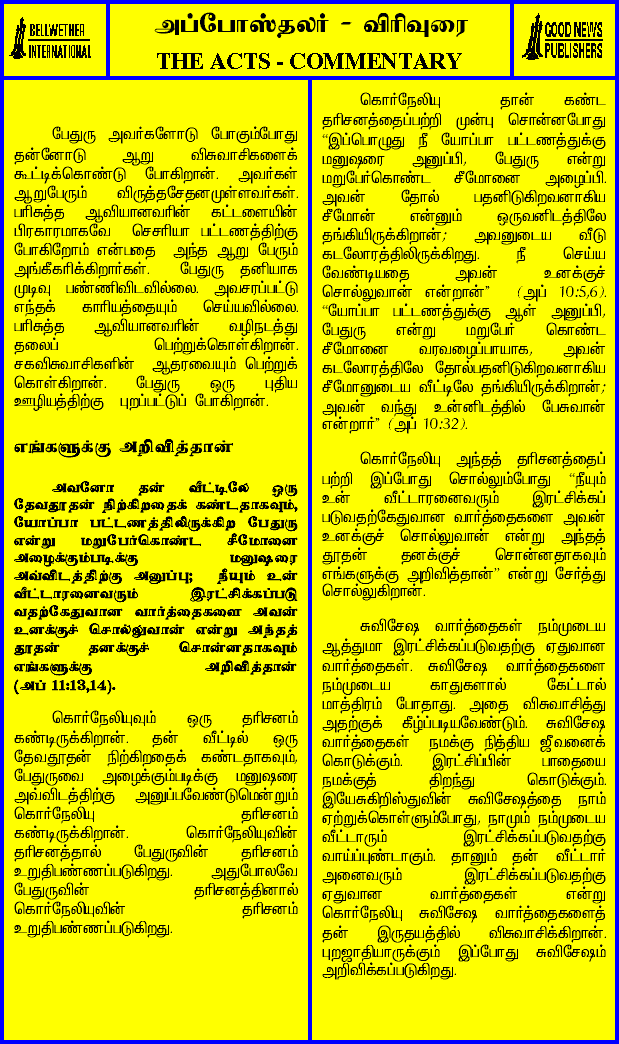 BELLWETHER
INTERNATIONAL
அப்போஸ்தலர் - விரிவுரை
THE ACTS - COMMENTARY
GOOD NEWS
PUBLISHERS
பேதுரு அவர்களோடு போகும்போது
தன்னோடு ஆறு விசுவாசிகளைக்
கூட்டிக்கொண்டு போகிறான். அவர்கள்
ஆறுபேரும் விருத்தசேதனமுள்ளவர்கள்.
பரிசுத்த ஆவியானவரின் கட்டளையின்
பிரகாரமாகவே செசரியா பட்டணத்திற்கு
போகிறோம் என்பதை அந்த ஆறு பேரும்
அங்கீகரிக்கிறார்கள். பேதுரு தனியாக
முடிவு பண்ணிவிடவில்லை. அவசரப்பட்டு
எந்தக் காரியத்தையும் செய்யவில்லை.
பரிசுத்த ஆவியானவரின் வழிநடத்து
தலைப் பெற்றுக்கொள்கிறான்.
சகவிசுவாசிகளின் ஆதரவையும் பெற்றுக்
கொள்கிறான். பேதுரு ஒரு புதிய
ஊழியத்திற்கு புறப்பட்டுப் போகிறான்.
எங்களுக்கு அறிவித்தான்
அவனோ தன் வீட்டிலே ஒரு
தேவதூதன் நிற்கிறதைக் கண்டதாகவும்,
யோப்பா பட்டணத்திலிருக்கிற பேதுரு
என்று மறுபேர்கொண்ட சீமோனை
அழைக்கும்படிக்கு மனுஷரை
அவ்விடத்திற்கு அனுப்பு; நீயும் உன்
வீட்டாரனைவரும் இரட்சிக்கப்படு
வதற்கேதுவான வார்த்தைகளை அவன்
உனக்குச் சொல்லுவான் என்று அந்தத்
தூதன் தனக்குச் சொன்னதாகவும்
எங்களுக்கு அறிவித்தான்
(அப் 11:13,14).
கொர்நேலியுவும் ஒரு தரிசனம்
கண்டிருக்கிறான். தன் வீட்டில் ஒரு
தேவதூதன் நிற்கிறதைக் கண்டதாகவும்,
பேதுருவை அழைக்கும்படிக்கு மனுஷரை
அவ்விடத்திற்கு அனுப்பவேண்டுமென்றும்
கொர்நேலியு தரிசனம்
கண்டிருக்கிறான். கொர்நேலியுவின்
தரிசனத்தால் பேதுருவின் தரிசனம்
உறுதிபண்ணப்படுகிறது. அதுபோலவே
பேதுருவின் தரிசனத்தினால்
கொர்நேலியுவின் தரிசனம்
உறுதிபண்ணப்படுகிறது.
கொர்நேலியு தான் கண்ட
தரிசனத்தைப்பற்றி முன்பு சொன்னபோது
“இப்பொழுது நீ யோப்பா பட்டணத்துக்கு
மனுஷரை அனுப்பி, பேதுரு என்று
மறுபேர்கொண்ட சீமோனை அழைப்பி.
அவன் தோல் பதனிடுகிறவனாகிய
சீமோன் என்னும் ஒருவனிடத்திலே
தங்கியிருக்கிறான்; அவனுடைய வீடு
கடலோரத்திலிருக்கிறது. நீ செய்ய
வேண்டியதை அவன் உனக்குச்
சொல்லுவான் என்றான்” (அப் 10:5,6).
“யோப்பா பட்டணத்துக்கு ஆள் அனுப்பி,
பேதுரு என்று மறுபேர் கொண்ட
சீமோனை வரவழைப்பாயாக, அவன்
கடலோரத்திலே தோல்பதனிடுகிறவனாகிய
சீமோனுடைய வீட்டிலே தங்கியிருக்கிறான்;
அவன் வந்து உன்னிடத்தில் பேசுவான்
என்றார்” (அப் 10:32).
கொர்நேலியு அந்தத் தரிசனத்தைப்
பற்றி இப்போது சொல்லும்போது “நீயும்
உன் வீட்டாரனைவரும் இரட்சிக்கப்
படுவதற்கேதுவான வார்த்தைகளை அவன்
உனக்குச் சொல்லுவான் என்று அந்தத்
தூதன் தனக்குச் சொன்னதாகவும்
எங்களுக்கு அறிவித்தான்” என்று சேர்த்து
சொல்லுகிறான்.
சுவிசேஷ வார்த்தைகள் நம்முடைய
ஆத்துமா இரட்சிக்கப்படுவதற்கு ஏதுவான
வார்த்தைகள். சுவிசேஷ வார்த்தைகளை
நம்முடைய காதுகளால் கேட்டால்
மாத்திரம் போதாது. அதை விசுவாசித்து
அதற்குக் கீழ்ப்படியவேண்டும். சுவிசேஷ
வார்த்தைகள் நமக்கு நித்திய ஜீவனைக்
கொடுக்கும். இரட்சிப்பின் பாதையை
நமக்குத் திறந்து கொடுக்கும்.
இயேசுகிறிஸ்துவின் சுவிசேஷத்தை நாம்
ஏற்றுக்கொள்ளும்போது, நாமும் நம்முடைய
வீட்டாரும் இரட்சிக்கப்படுவதற்கு
வாய்ப்புண்டாகும். தானும் தன் வீட்டார்
அனைவரும் இரட்சிக்கப்படுவதற்கு
ஏதுவான வார்த்தைகள் என்று
கொர்நேலியு சுவிசேஷ வார்த்தைகளைத்
தன் இருதயத்தில் விசுவாசிக்கிறான்.
புறஜாதியாருக்கும் இப்போது சுவிசேஷம்
அறிவிக்கப்படுகிறது.